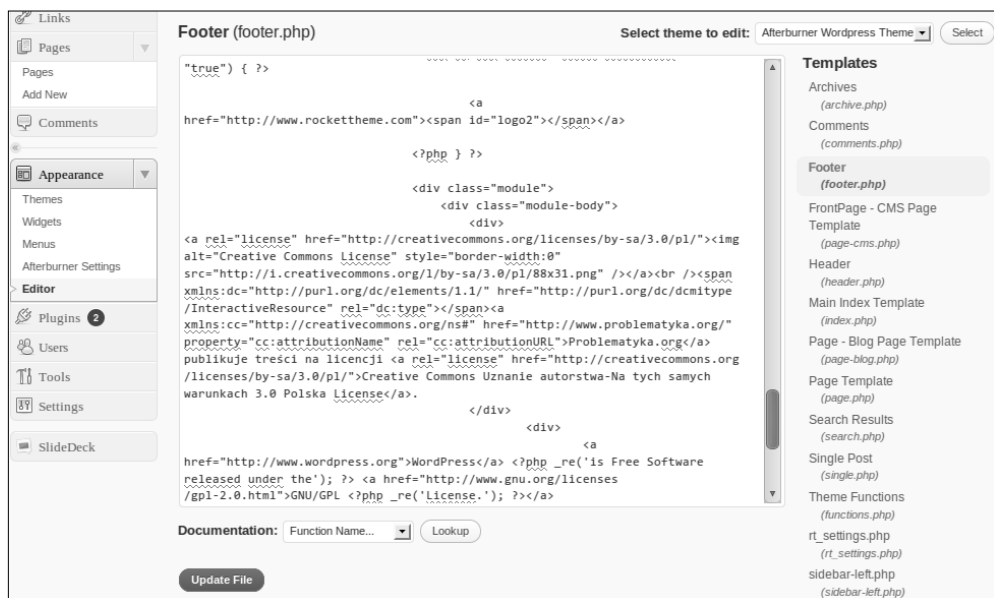 Links
Pages
Pages
Add New
Comments
Appearance
Themes
Widgets
Menus
Afterburner Settings
Editor
Plugins 2
Users
Tools
Settings
SlideDeck
Footer (footer.php)
Select theme to edit: Afterburner Wordpress Theme Select
"true") { ?>
<a
href="http://www.rockettheme.com"><span id="logo2"></span></a>
<?php } ?>
<div class="module">
<div class="module-body">
<div>
<a rel="license" href="http://creativecommons.org/licenses/by-sa/3.0/pl/"><img
alt="Creative Commons License" style="border-width:0"
src="http://i.creativecommons.org/l/by-sa/3.0/pl/88x31.png" /></a><br /><span
xmlns:dc="http://purl.org/dc/elements/1.1/" href="http://purl.org/dc/dcmitype
/InteractiveResource" rel="dc:type"></span><a
xmlns:cc="http://creativecommons.org/ns#" href="http://www.problematyka.org/"
property="cc:attributionName" rel="cc:attributionURL">Problematyka.org</a>
publikuje treści na licencji <a rel="license" href="http://creativecommons.org
/licenses/by-sa/3.0/pl/">Creative Commons Uznanie autorstwa-Na tych samych
warunkach 3.0 Polska License</a>.
</div>
<div>
<a
href="http://www.wordpress.org">WordPress</a> <?php _re('is Free Software
released under the'); ?> <a href="http://www.gnu.org/licenses
/gpl-2.0.html">GNU/GPL <?php _re('License.'); ?></a>
Documentation: Function Name... Lookup
Update File
Templates
Archives
(archive.php)
Comments
(comments.php)
Footer
(footer.php)
FrontPage - CMS Page
Template
(page-cms.php)
Header
(header.php)
Main Index Template
(index.php)
Page - Blog Page Template
(page-blog.php)
Page Template
(page.php)
Search Results
(search.php)
Single Post
(single.php)
Theme Functions
(functions.php)
rt_settings.php
(rt_settings.php)
sidebar-left.php
(sidebar-left.php)